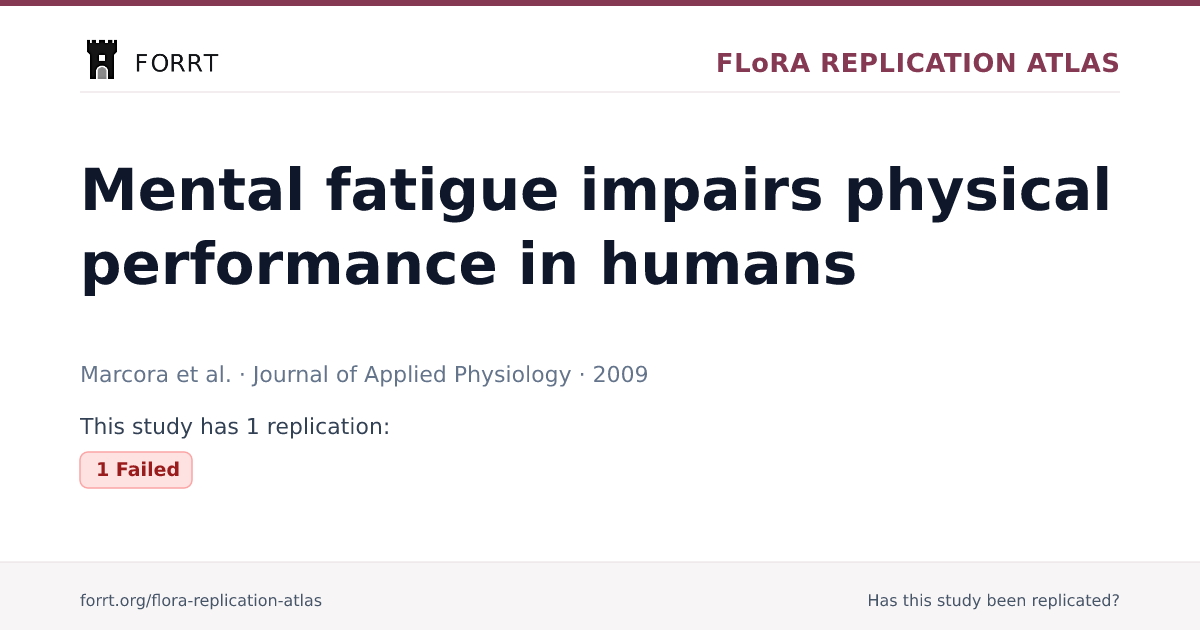 FORRT
FLoRA REPLICATION ATLAS
Mental fatigue impairs physical
performance in humans
Marcora et al. · Journal of Applied Physiology · 2009
This study has 1 replication:
1 Failed
forrt.org/flora-replication-atlas
Has this study been replicated?